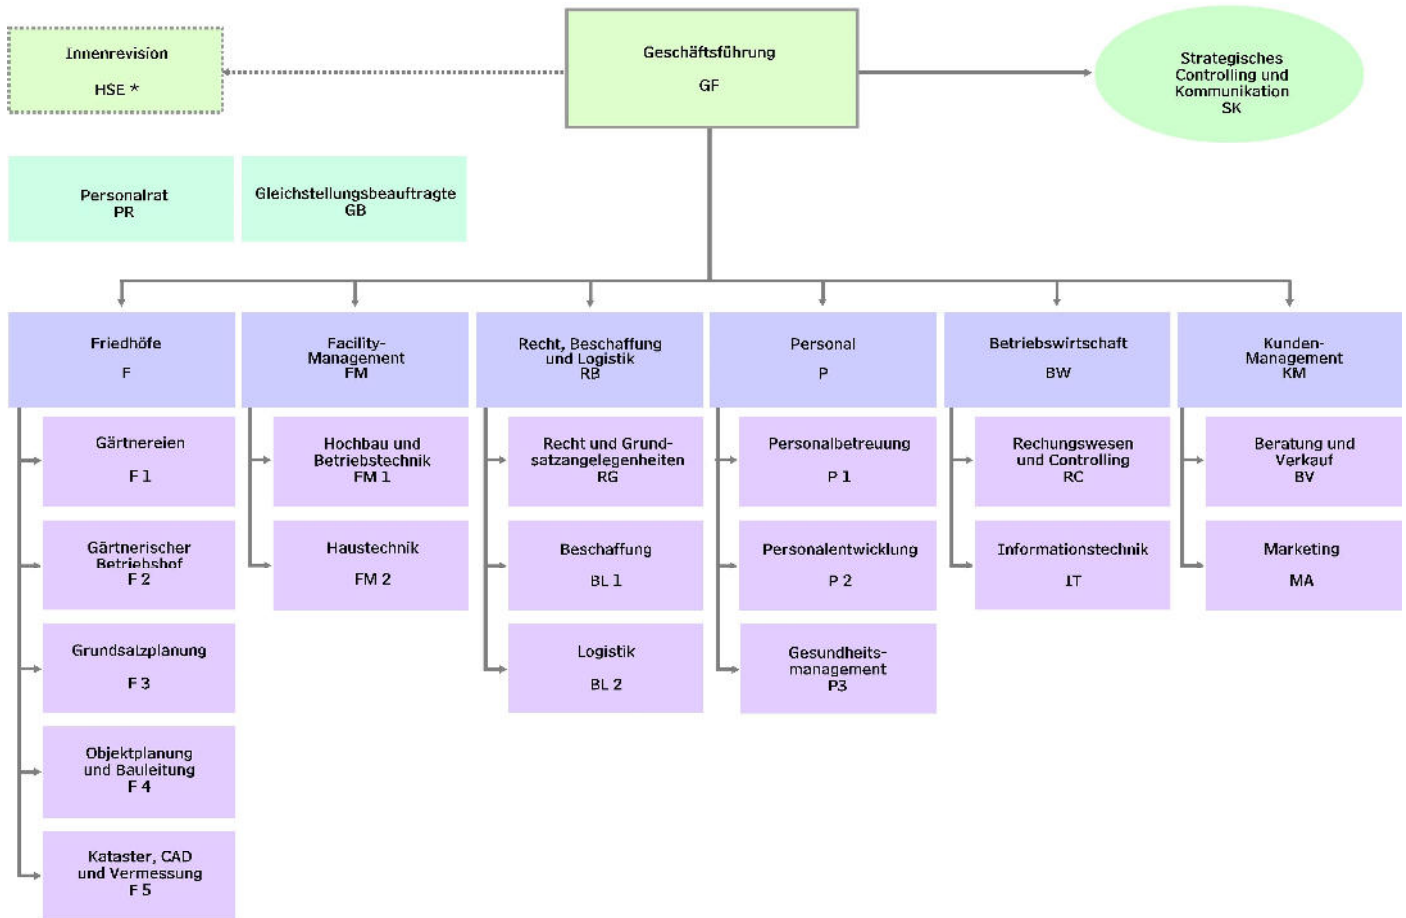 Innenrevision
HSE *
Geschäftsführung
GF
Strategisches
Controlling und
Kommunikation
SK
Personalrat
PR
Gleichstellungsbeauftragte
GB
Friedhöfe
F
Facility-
Management
FM
Recht, Beschaffung
und Logistik
RB
Personal
P
Betriebswirtschaft
BW
Kunden-
Management
KM
Gärtnereien
F 1
Hochbau und
Betriebstechnik
FM 1
Recht und Grund-
satzangelegenheiten
RG
Personalbetreuung
P 1
Rechungswesen
und Controlling
RC
Beratung und
Verkauf
BV
Gärtnerischer
Betriebshof
F 2
Haustechnik
FM 2
Beschaffung
BL 1
Personalentwicklung
P 2
Informationstechnik
IT
Marketing
MA
Grundsatzplanung
F 3
Logistik
BL 2
Gesundheits-
management
P3
Objektplanung
und Bauleitung
F 4
Kataster, CAD
und Vermessung
F 5